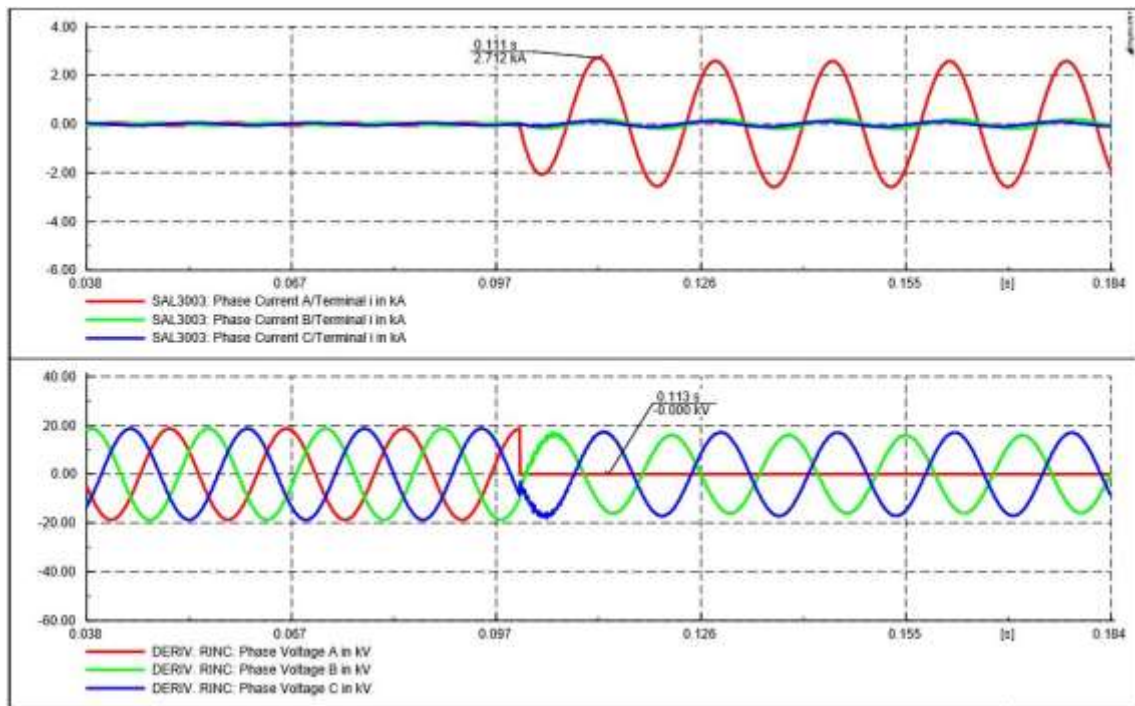 4.00
0.111 s
2.712 kA
2.00
0.00
-2.00
-4.00
-6.00
0.038 0.067 0.097 0.126 0.155 [s] 0.184
SAL3003: Phase Current A/Terminal i in kA
SAL3003: Phase Current B/Terminal i in kA
SAL3003: Phase Current C/Terminal i in kA
40.00
0.113 s
-0.000 kV
20.00
0.00
-20.00
-40.00
-60.00
0.038 0.067 0.097 0.126 0.155 [s] 0.184
DERIV. RINC: Phase Voltage A in kV
DERIV. RINC: Phase Voltage B in kV
DERIV. RINC: Phase Voltage C in kV